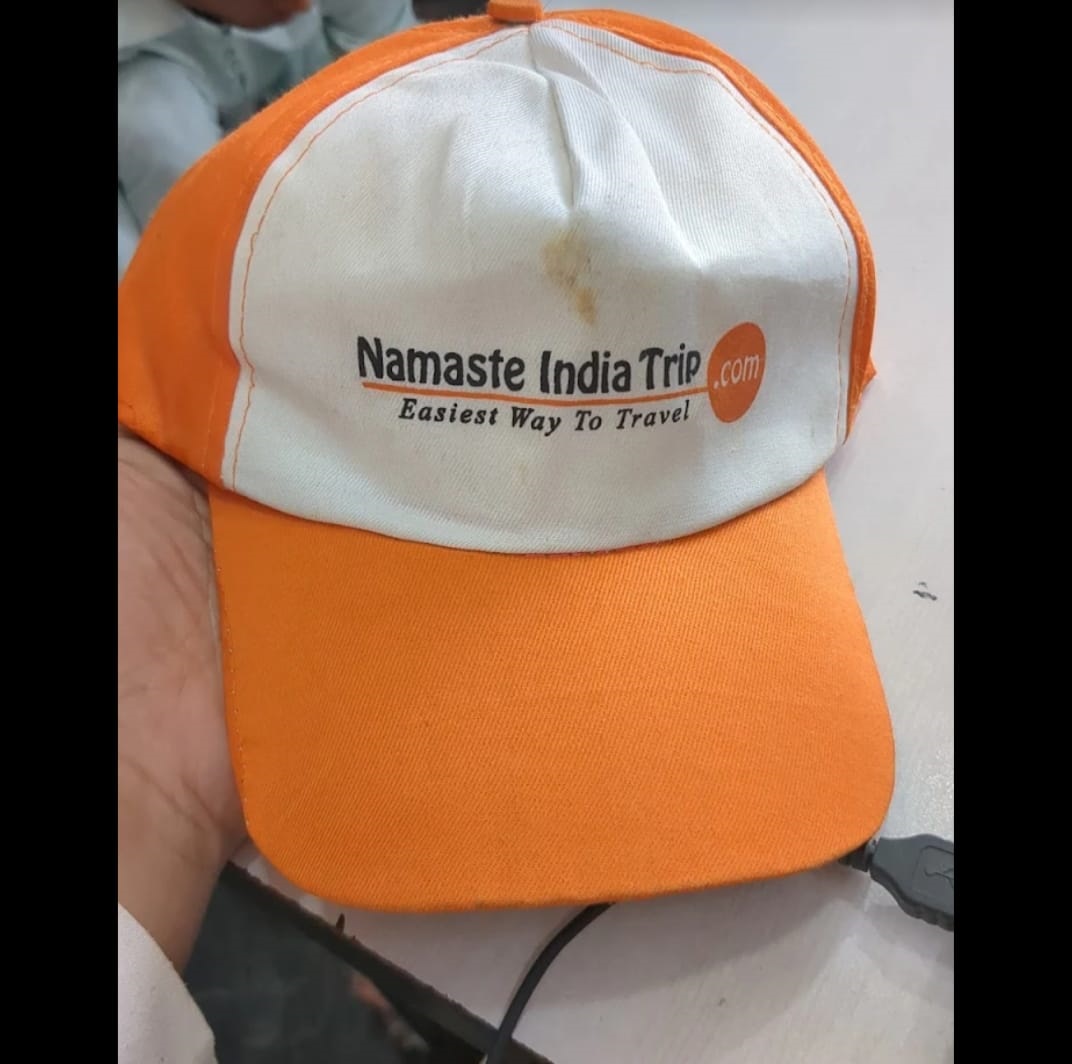 Namaste India Trip .com
Easiest Way To Travel